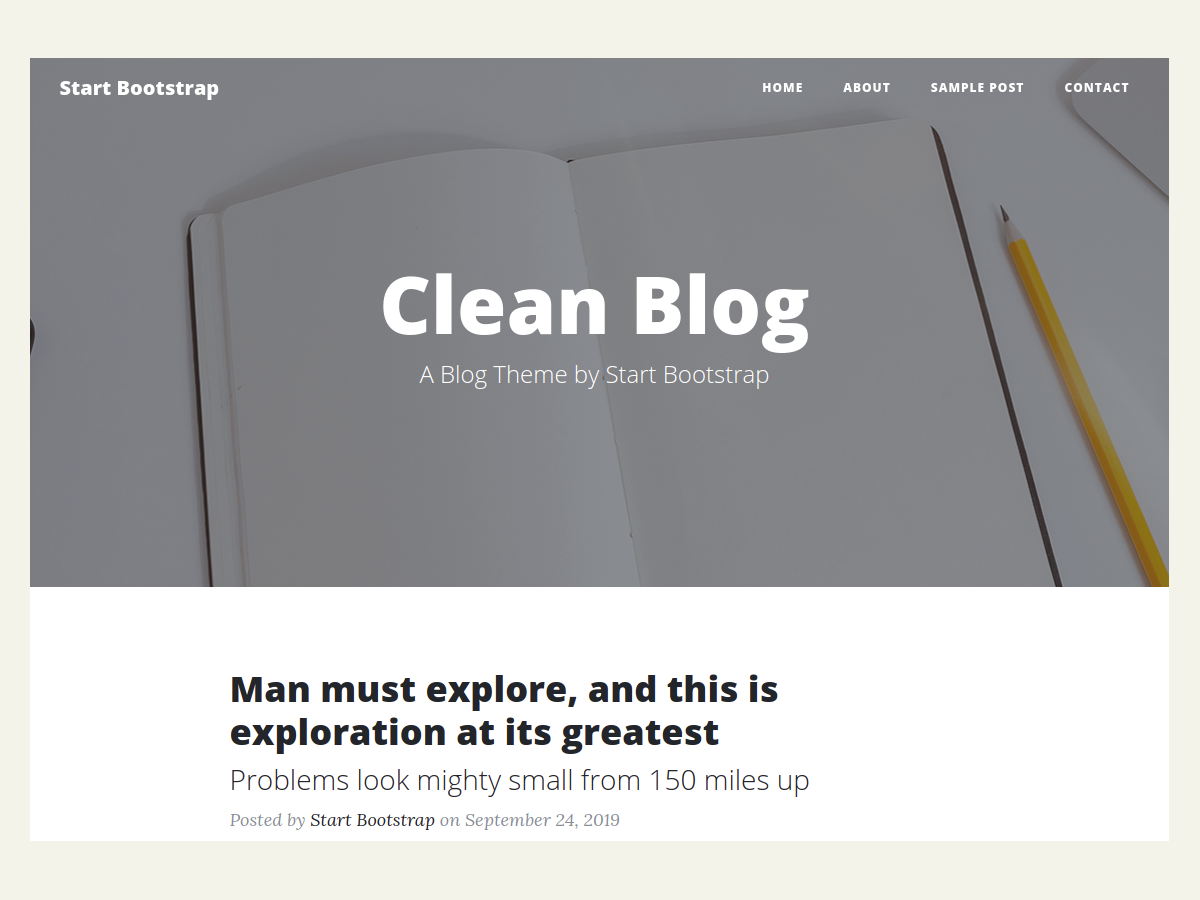 Start Bootstrap
HOME ABOUT SAMPLE POST CONTACT
Clean Blog
A Blog Theme by Start Bootstrap
Man must explore, and this is
exploration at its greatest
Problems look mighty small from 150 miles up
Posted by Start Bootstrap on September 24, 2019